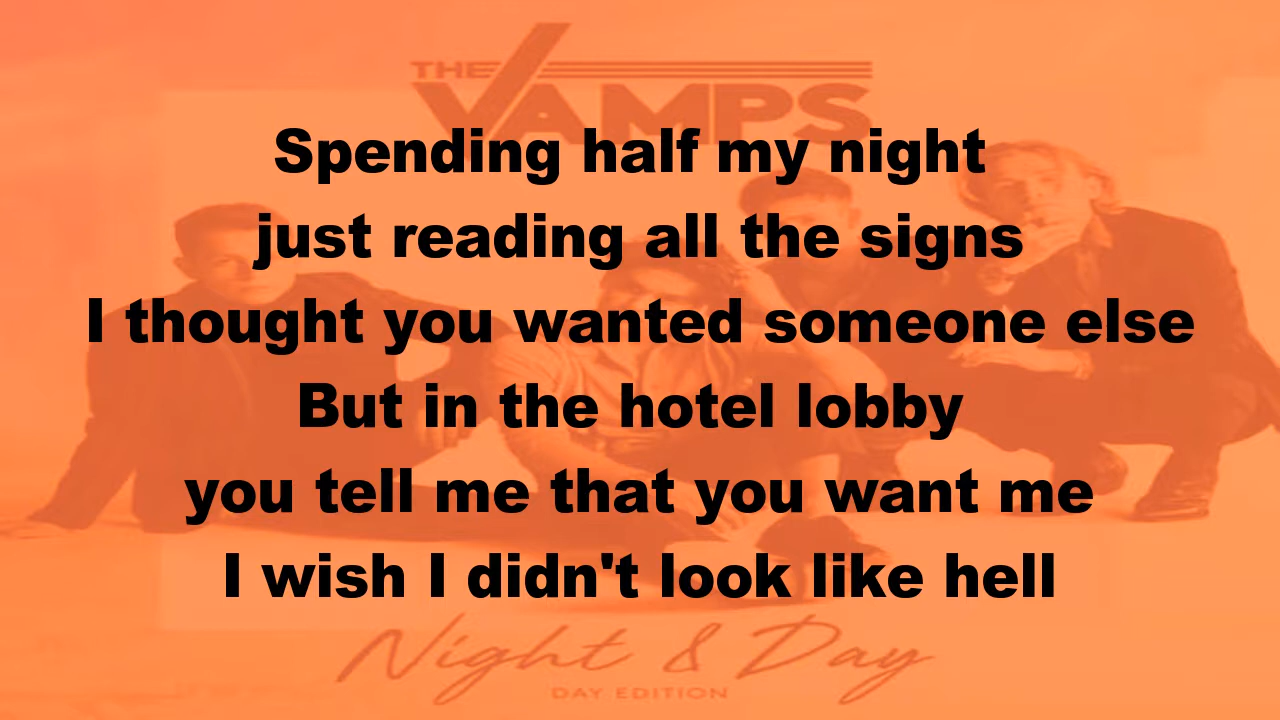 THE
VAMPS
Spending half my night
just reading all the signs
I thought you wanted someone else
But in the hotel lobby
you tell me that you want me
I wish I didn't look like hell
Night & Day
DAY EDITION